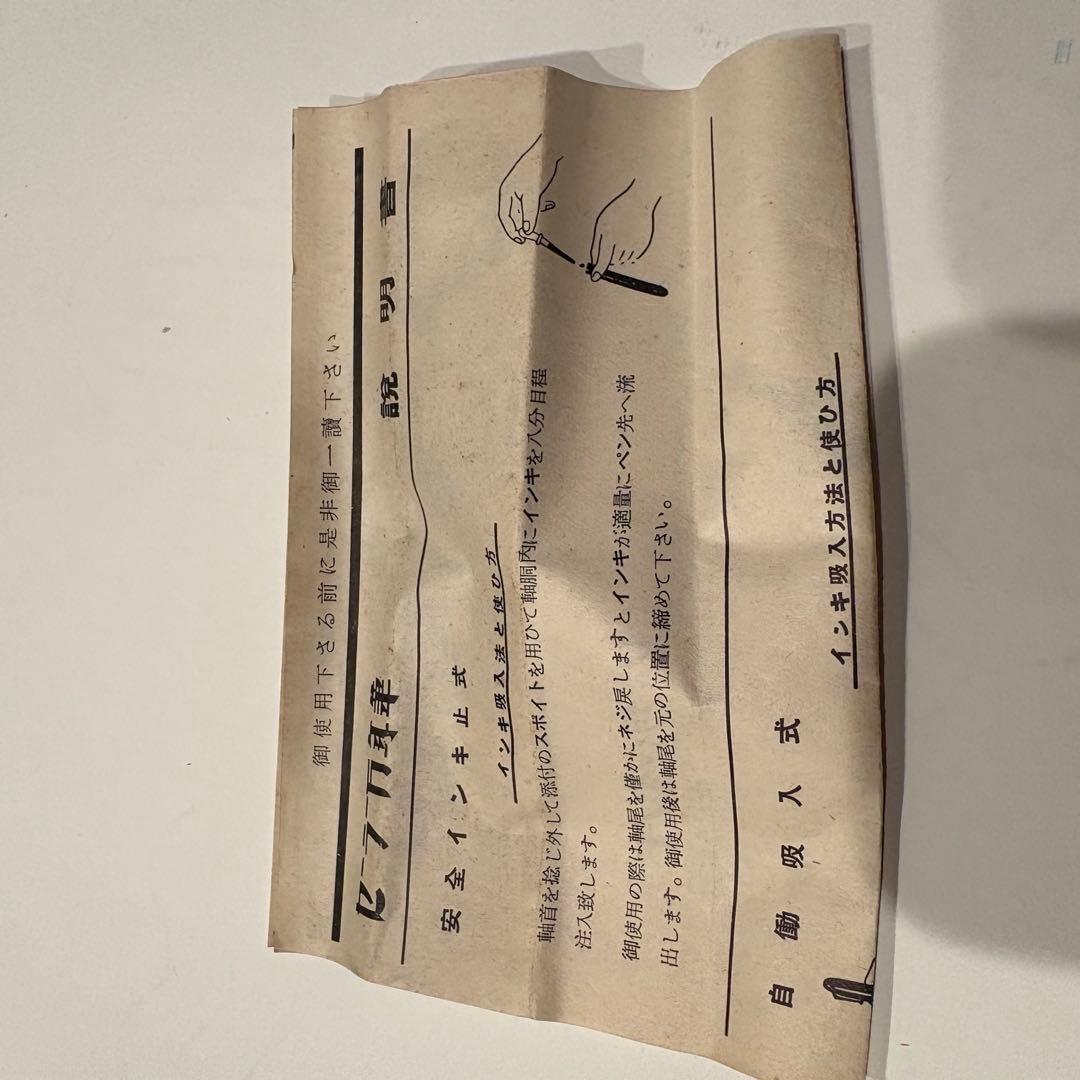 御使用下さる前に是非御一讀下さい
セーラ万年筆 說明書
安全インキ止式
インキ吸入法と使ひ方
軸首を捻じ外して添付のスポイトを用ひて軸胴内にインキを八分目程
注入致します。
御使用の際は軸尾を僅かにネジ戻しますとインキが適量にペン先へ流
出します。御使用後は軸尾を元の位置に締めて下さい。
自働吸入式
インキ吸入方法と使ひ方